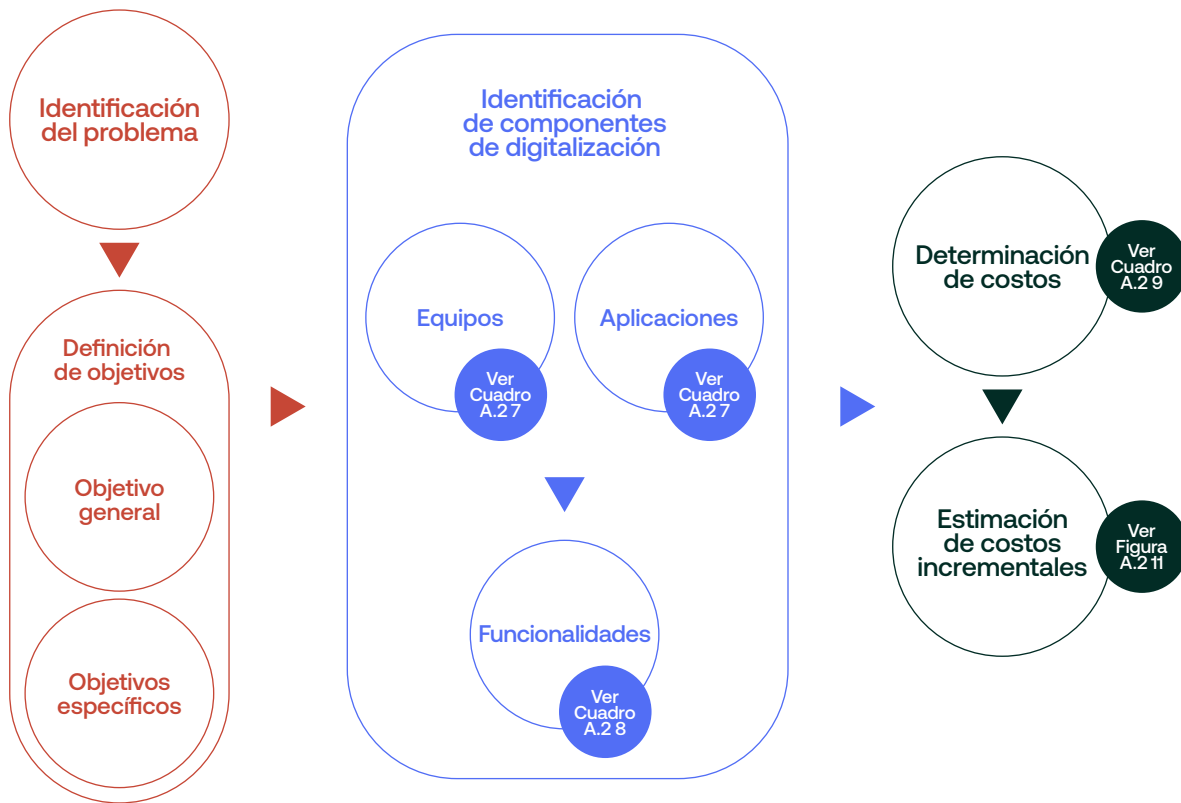 Identificación
del problema
Definición
de objetivos
Objetivo
general
Objetivos
específicos
Identificación
de componentes
de digitalización
Equipos
Ver
Cuadro
A.2 7
Aplicaciones
Ver
Cuadro
A.2 7
Funcionalidades
Ver
Cuadro
A.2 8
Determinación
de costos
Ver
Cuadro
A.2 9
Estimación
de costos
incrementales
Ver
Figura
A.2 11